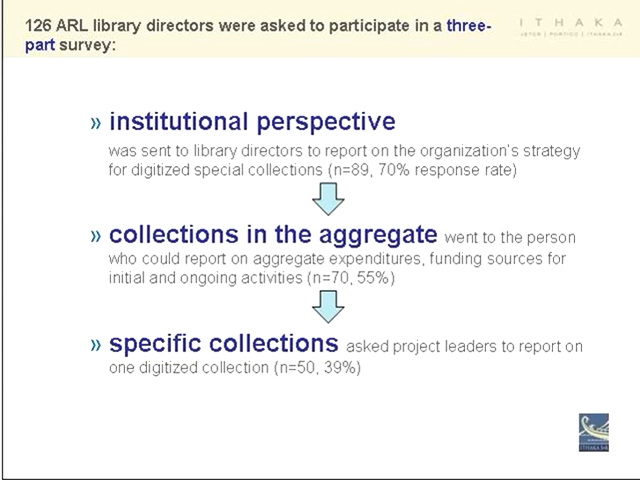 126 ARL library directors were asked to participate in a three-
part survey:
ITHAKA
JSTOR | PORTICO | ITHAKA S+R
» institutional perspective
was sent to library directors to report on the organization's strategy
for digitized special collections (n=89, 70% response rate)
» collections in the aggregate went to the person
who could report on aggregate expenditures, funding sources for
initial and ongoing activities (n=70, 55%)
» specific collections asked project leaders to report on
one digitized collection (n=50, 39%)
ITHAKA S+R